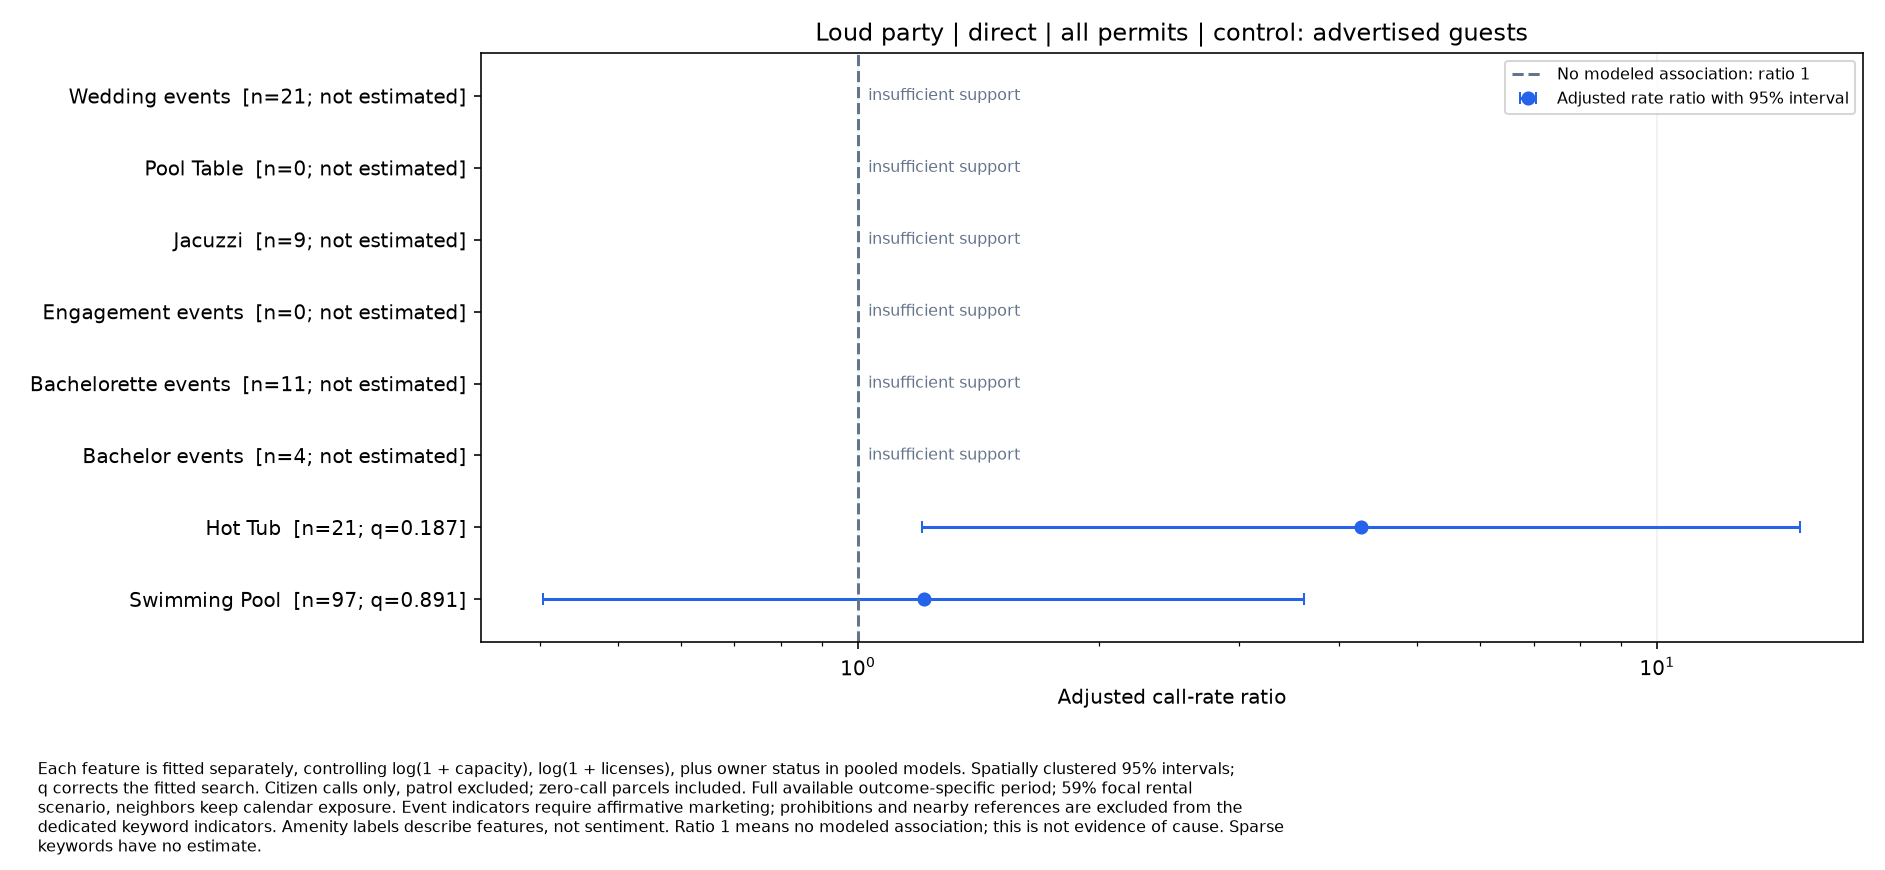 Loud party | direct | all permits | control: advertised guests
No modeled association: ratio 1
Adjusted rate ratio with 95% interval
Wedding events [n=21; not estimated]
insufficient support
Pool Table [n=0; not estimated]
insufficient support
Jacuzzi [n=9; not estimated]
insufficient support
Engagement events [n=0; not estimated]
insufficient support
Bachelorette events [n=11; not estimated]
insufficient support
Bachelor events [n=4; not estimated]
insufficient support
Hot Tub [n=21; q=0.187]
Swimming Pool [n=97; q=0.891]
10⁰ 10¹
Adjusted call-rate ratio
Each feature is fitted separately, controlling log(1 + capacity), log(1 + licenses), plus owner status in pooled models. Spatially clustered 95% intervals;
q corrects the fitted search. Citizen calls only, patrol excluded; zero-call parcels included. Full available outcome-specific period; 59% focal rental
scenario, neighbors keep calendar exposure. Event indicators require affirmative marketing; prohibitions and nearby references are excluded from the
dedicated keyword indicators. Amenity labels describe features, not sentiment. Ratio 1 means no modeled association; this is not evidence of cause. Sparse
keywords have no estimate.